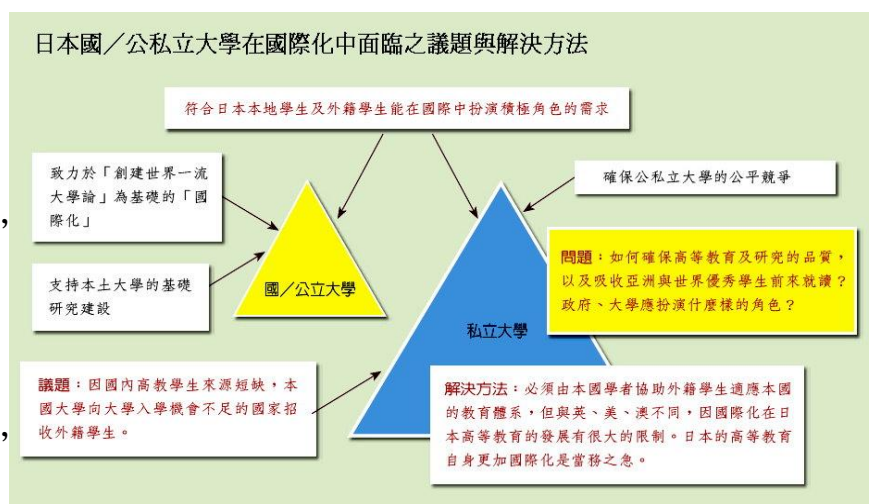 日本國／公私立大學在國際化中面臨之議題與解決方法
符合日本本地學生及外籍學生能在國際中扮演積極角色的需求
致力於「創建世界一流
大學論」為基礎的「國
際化」
確保公私立大學的公平競爭
,
支持本土大學的基礎
研究建設
國／公立大學
問題：如何確保高等教育及研究的品質，
以及吸收亞洲與世界優秀學生前來就讀？
政府、大學應扮演什麼樣的角色？
私立大學
議題：因國內高教學生來源短缺，本
國大學向大學入學機會不足的國家招
收外籍學生。
解決方法：必須由本國學者協助外籍學生適應本國
的教育體系，但與英、美、澳不同，因國際化在日
本高等教育的發展有很大的限制。日本的高等教育
自身更加國際化是當務之急。
,